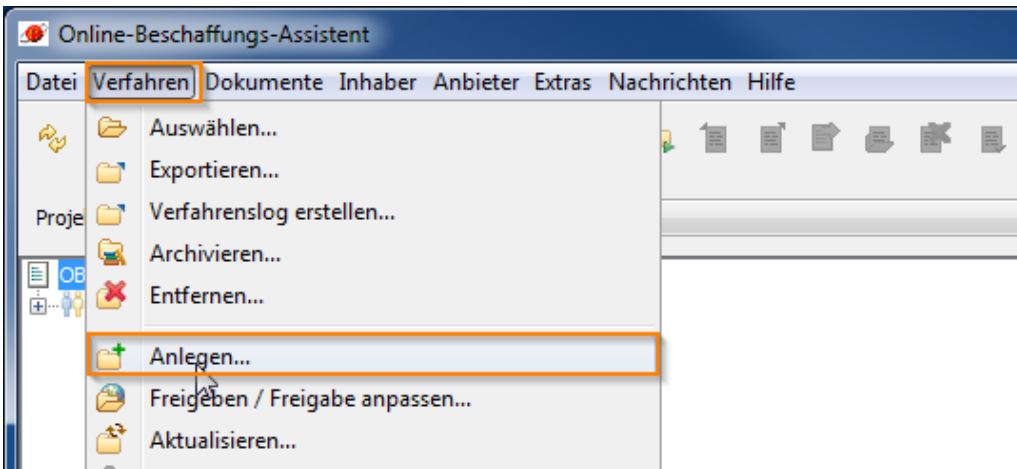 Online-Beschaffungs-Assistent
Datei Verfahren Dokumente Inhaber Anbieter Extras Nachrichten Hilfe
Auswählen...
Exportieren...
Proje
Verfahrenslog erstellen...
Archivieren...
OB
Entfernen...
Anlegen...
Freigeben / Freigabe anpassen...
Aktualisieren...